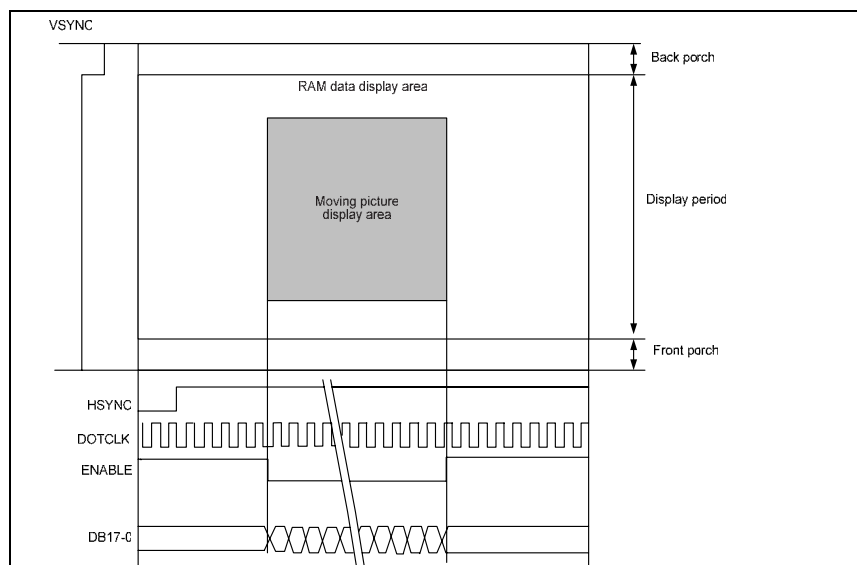 VSYNC
Back porch
RAM data display area
Moving picture
display area
Display period
Front porch
HSYNC
DOTCLK
ENABLE
DB17-0